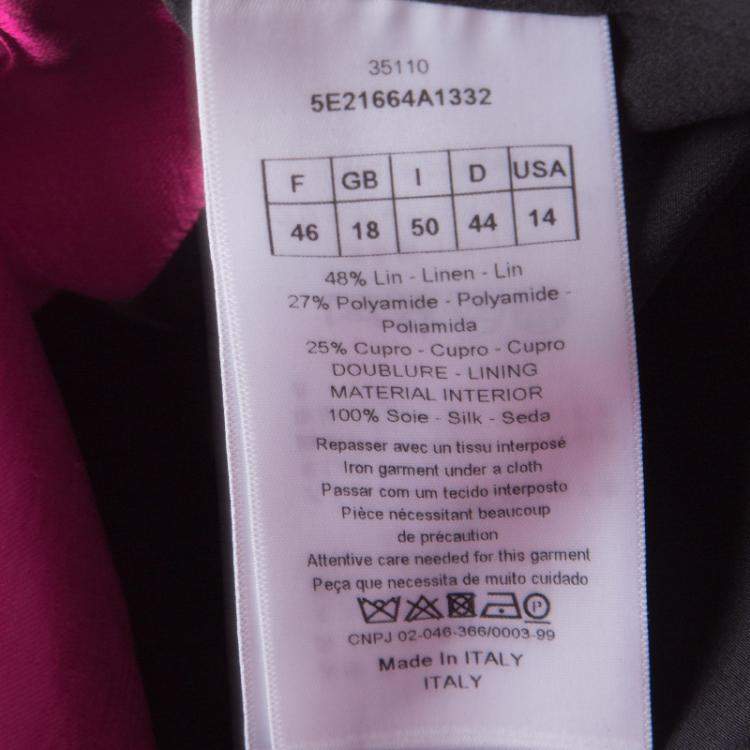 35110
5E21664A1332
F GB I D USA
46 18 50 44 14
48% Lin - Linen - Lin
27% Polyamide - Polyamide -
Poliamida
25% Cupro - Cupro - Cupro
DOUBLURE - LINING
MATERIAL INTERIOR
100% Soie - Silk - Seda
Repasser avec un tissu interposé
Iron garment under a cloth
Passar com um tecido interposto
Pièce nécessitant beaucoup
de précaution
Attentive care needed for this garment
Peça que necessita de muito cuidado
P
CNPJ 02-046-366/0003-99
Made In ITALY
ITALY